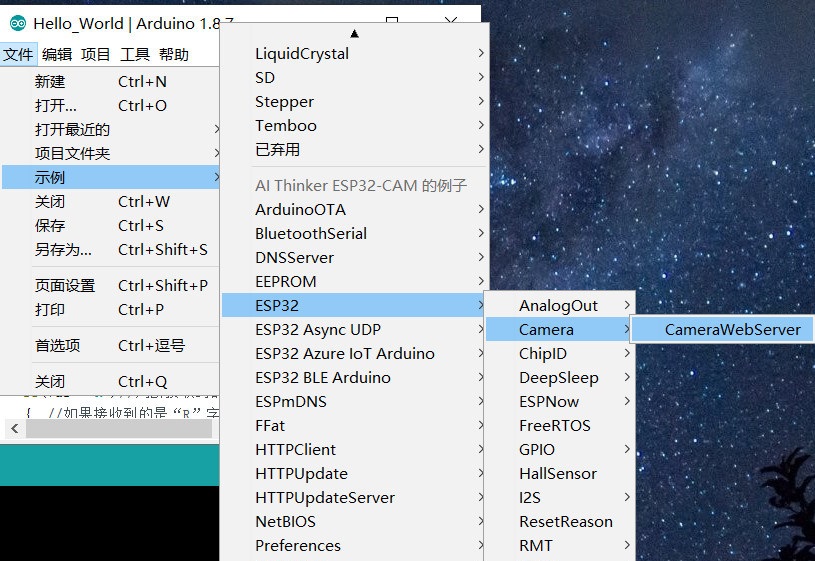 Hello_World | Arduino 1.8.7
文件 编辑 项目 工具 帮助
新建 Ctrl+N
打开... Ctrl+O
打开最近的
项目文件夹
示例
关闭 Ctrl+W
保存 Ctrl+S
另存为... Ctrl+Shift+S
页面设置 Ctrl+Shift+P
打印 Ctrl+P
首选项 Ctrl+逗号
关闭 Ctrl+Q
{ //如果接收到的是“R”字
LiquidCrystal
SD
Stepper
Temboo
已弃用
AI Thinker ESP32-CAM 的例子
ArduinoOTA
BluetoothSerial
DNSServer
EEPROM
ESP32
ESP32 Async UDP
ESP32 Azure IoT Arduino
ESP32 BLE Arduino
ESPmDNS
FFat
HTTPClient
HTTPUpdate
HTTPUpdateServer
NetBIOS
Preferences
AnalogOut
Camera
ChipID
DeepSleep
ESPNow
FreeRTOS
GPIO
HallSensor
I2S
ResetReason
RMT
CameraWebServer